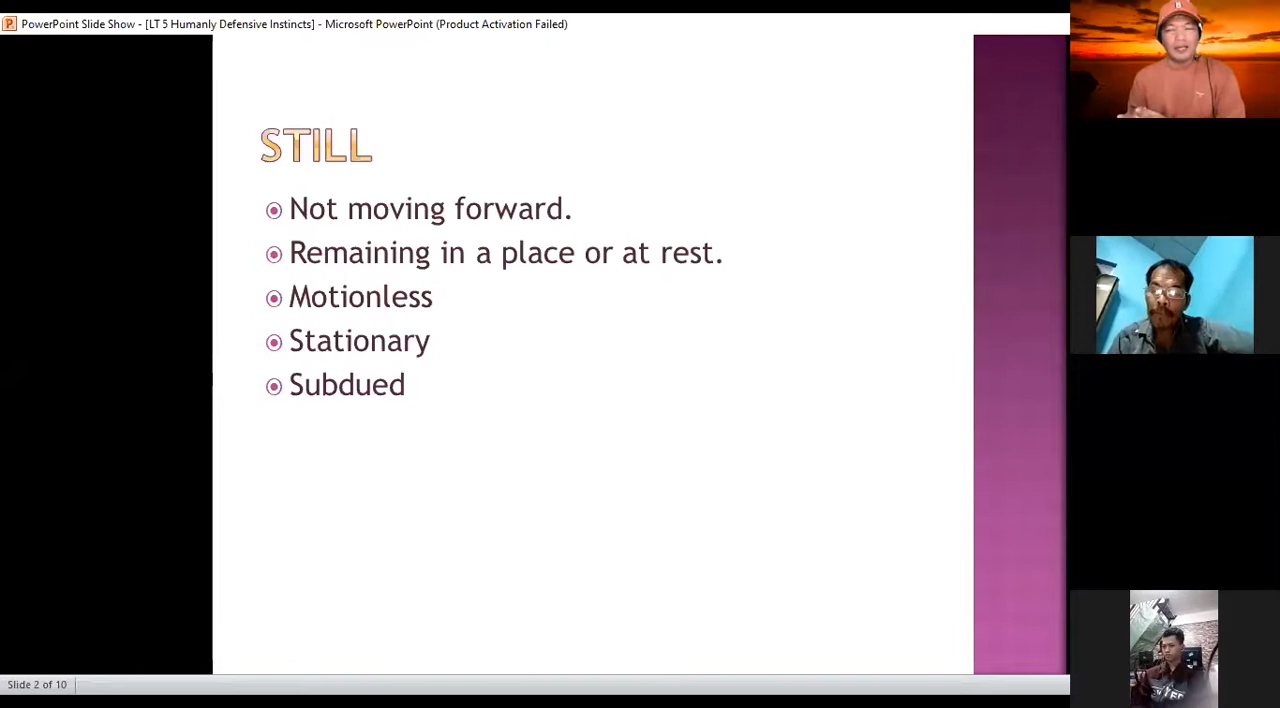 PowerPoint Slide Show - [LT 5 Humanly Defensive Instincts] - Microsoft PowerPoint (Product Activation Failed)
STILL
Not moving forward.
Remaining in a place or at rest.
Motionless
Stationary
Subdued
Slide 2 of 10
B